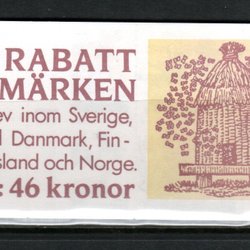 RABATT
MÄRKEN
ev inom Sverige,
Danmark, Fin-
sland och Norge.
: 46 kronor